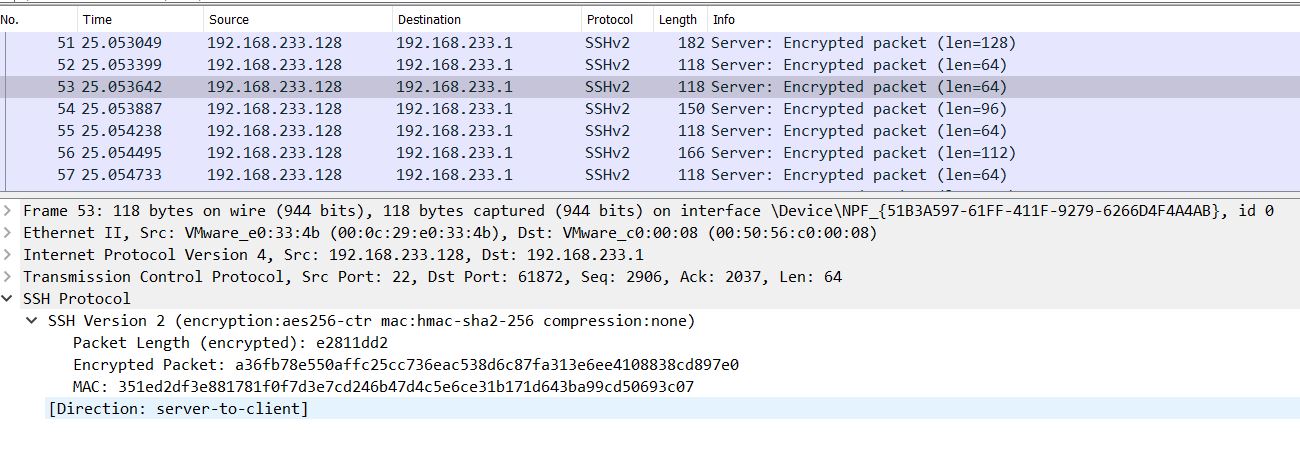 No. Time Source Destination Protocol Length Info
51 25.053049 192.168.233.128 192.168.233.1 SSHv2 182 Server: Encrypted packet (len=128)
52 25.053399 192.168.233.128 192.168.233.1 SSHv2 118 Server: Encrypted packet (len=64)
53 25.053642 192.168.233.128 192.168.233.1 SSHv2 118 Server: Encrypted packet (len=64)
54 25.053887 192.168.233.128 192.168.233.1 SSHv2 150 Server: Encrypted packet (len=96)
55 25.054238 192.168.233.128 192.168.233.1 SSHv2 118 Server: Encrypted packet (len=64)
56 25.054495 192.168.233.128 192.168.233.1 SSHv2 166 Server: Encrypted packet (len=112)
57 25.054733 192.168.233.128 192.168.233.1 SSHv2 118 Server: Encrypted packet (len=64)
Frame 53: 118 bytes on wire (944 bits), 118 bytes captured (944 bits) on interface \Device\NPF_{51B3A597-61FF-411F-9279-6266D4F4A4AB}, id 0
Ethernet II, Src: VMware_e0:33:4b (00:0c:29:e0:33:4b), Dst: VMware_c0:00:08 (00:50:56:c0:00:08)
Internet Protocol Version 4, Src: 192.168.233.128, Dst: 192.168.233.1
Transmission Control Protocol, Src Port: 22, Dst Port: 61872, Seq: 2906, Ack: 2037, Len: 64
SSH Protocol
SSH Version 2 (encryption:aes256-ctr mac:hmac-sha2-256 compression:none)
Packet Length (encrypted): e2811dd2
Encrypted Packet: a36fb78e550affc25cc736eac538d6c87fa313e6ee4108838cd897e0
MAC: 351ed2df3e881781f0f7d3e7cd246b47d4c5e6ce31b171d643ba99cd50693c07
[Direction: server-to-client]